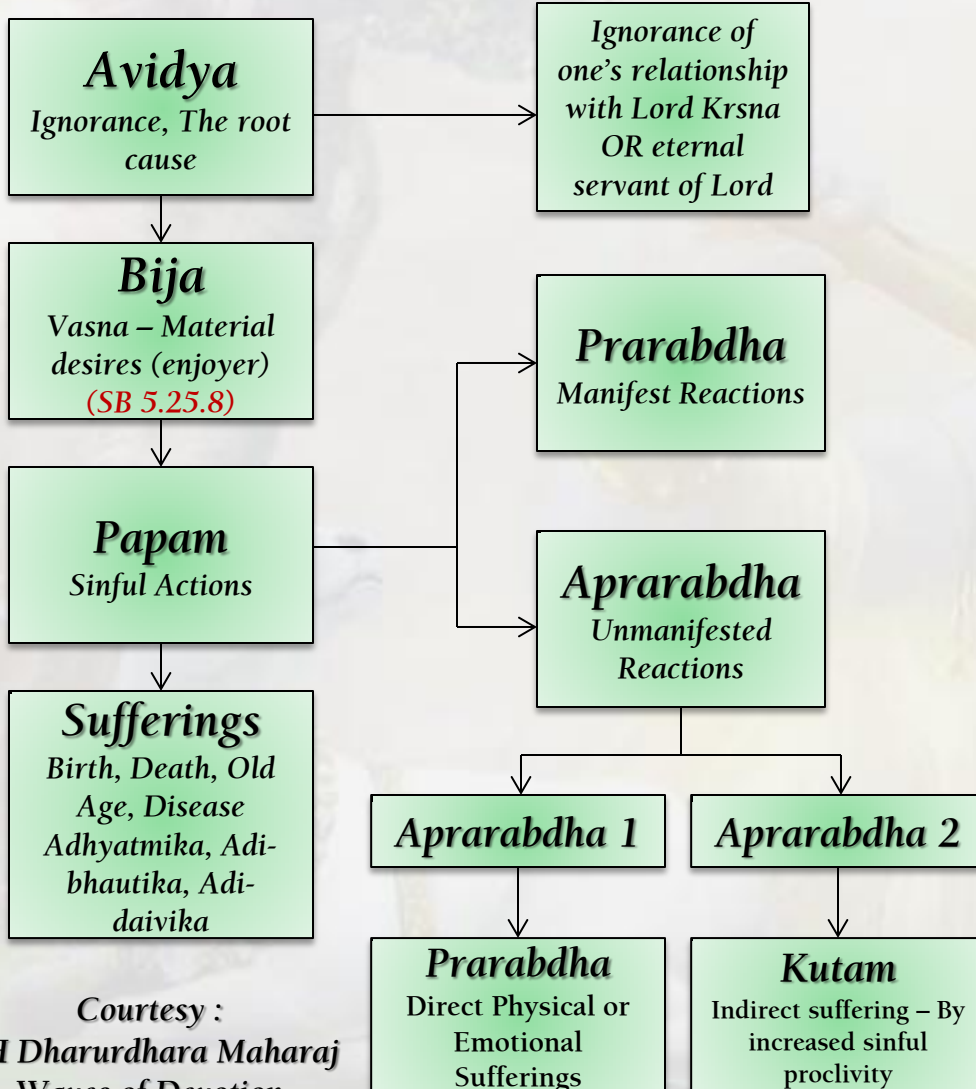 Avidya
Ignorance, The root
cause
Ignorance of
one's relationship
with Lord Krsna
OR eternal
servant of Lord
Bija
Vasna – Material
desires (enjoyer)
(SB 5.25.8)
Prarabdha
Manifest Reactions
Papam
Sinful Actions
Aprarabdha
Unmanifested
Reactions
Sufferings
Birth, Death, Old
Age, Disease
Adhyatmika, Adi-
bhautika, Adi-
daivika
Aprarabdha 1
Aprarabdha 2
Prarabdha
Direct Physical or
Emotional
Sufferings
Kutam
Indirect suffering – By
increased sinful
proclivity
Courtesy :
Dharurdhara Maharaj
Waves of Devotion